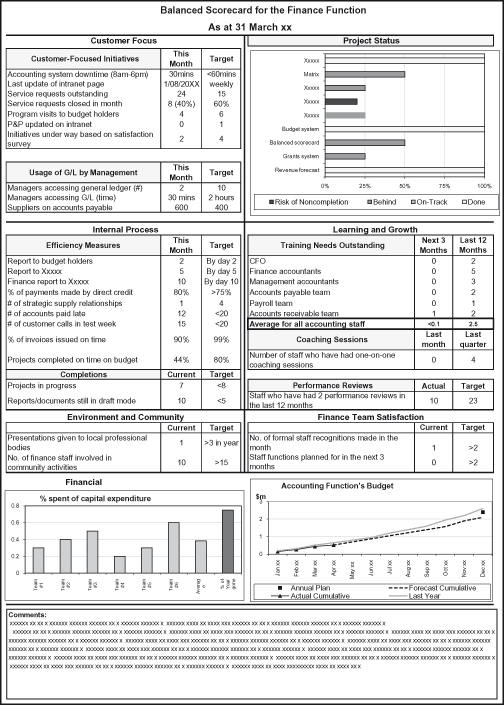 Balanced Scorecard for the Finance Function
As at 31 March xx
Customer Focus
Customer-Focused Initiatives This Month Target
Accounting system downtime (8am-6pm) 30mins <60mins
Last update of intranet page 1/08/20XX weekly
Service requests outstanding 24 15
Service requests closed in month 8 (40%) 60%
Program visits to budget holders 4 6
P&P updated on intranet 0 1
Initiatives under way based on satisfaction survey 2 4
Usage of G/L by Management This Month Target
Managers accessing general ledger (#) 2 10
Managers accessing G/L (time) 30 mins 2 hours
Suppliers on accounts payable 600 400
Project Status
Xxxxx
Matrix
Xxxxx
Xxxxx
Xxxxx
Budget system
Balanced scorecard
Grants system
Revenue forecast
0% 25% 50% 75% 100%
Risk of Noncompletion Behind On-Track Done
Internal Process
Efficiency Measures This Month Target
Report to budget holders 2 By day 2
Report to Xxxxx 5 By day 5
Finance report to Xxxxx 10 By day 10
% of payments made by direct credit 80% >75%
# of strategic supply relationships 1 4
# of accounts paid late 12 <20
# of customer calls in test week 15 <20
% of invoices issued on time 90% 99%
Projects completed on time on budget 44% 80%
Completions Current Target
Projects in progress 7 <8
Reports/documents still in draft mode 10 <5
Learning and Growth
Training Needs Outstanding Next 3 Months Last 12 Months
CFO 0 2
Finance accountants 0 5
Management accountants 0 3
Accounts payable team 0 2
Payroll team 0 1
Accounts receivable team 1 2
Average for all accounting staff <0.1 2.5
Coaching Sessions Last month Last quarter
Number of staff who have had one-on-one coaching sessions 0 4
Performance Reviews Actual Target
Staff who have had 2 performance reviews in the last 12 months 10 23
Environment and Community
Current Target
Presentations given to local professional bodies 1 >3 in year
No. of finance staff involved in community activities 10 >15
Finance Team Satisfaction
Current Target
No. of formal staff recognitions made in the month 1 >2
Staff functions planned for in the next 3 months 0 >2
Financial
% spent of capital expenditure
0.8
0.6
0.4
0.2
0
Team #1 Team #2 Team #3 Team #4 Team #5 Team #6 Average % of Year gone
Accounting Function's Budget
$m
3
2
1
0
Jan xx Feb xx Mar xx Apr xx May xx Jun xx Jul xx Aug xx Sep xx Oct xx Nov xx Dec xx
Annual Plan Forecast Cumulative
Actual Cumulative Last Year
Comments: